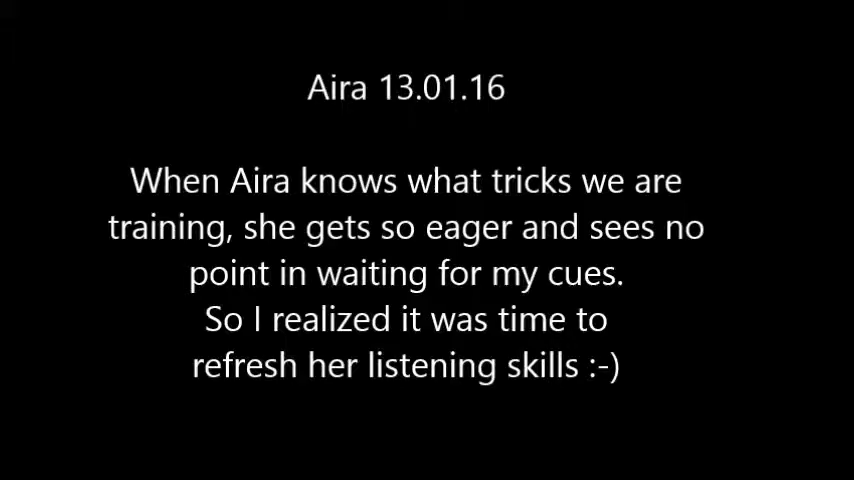 Aira 13.01.16
When Aira knows what tricks we are
training, she gets so eager and sees no
point in waiting for my cues.
So I realized it was time to
refresh her listening skills :-)